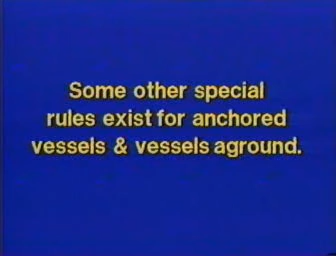 Some other special
rules exist for anchored
vessels & vessels aground.